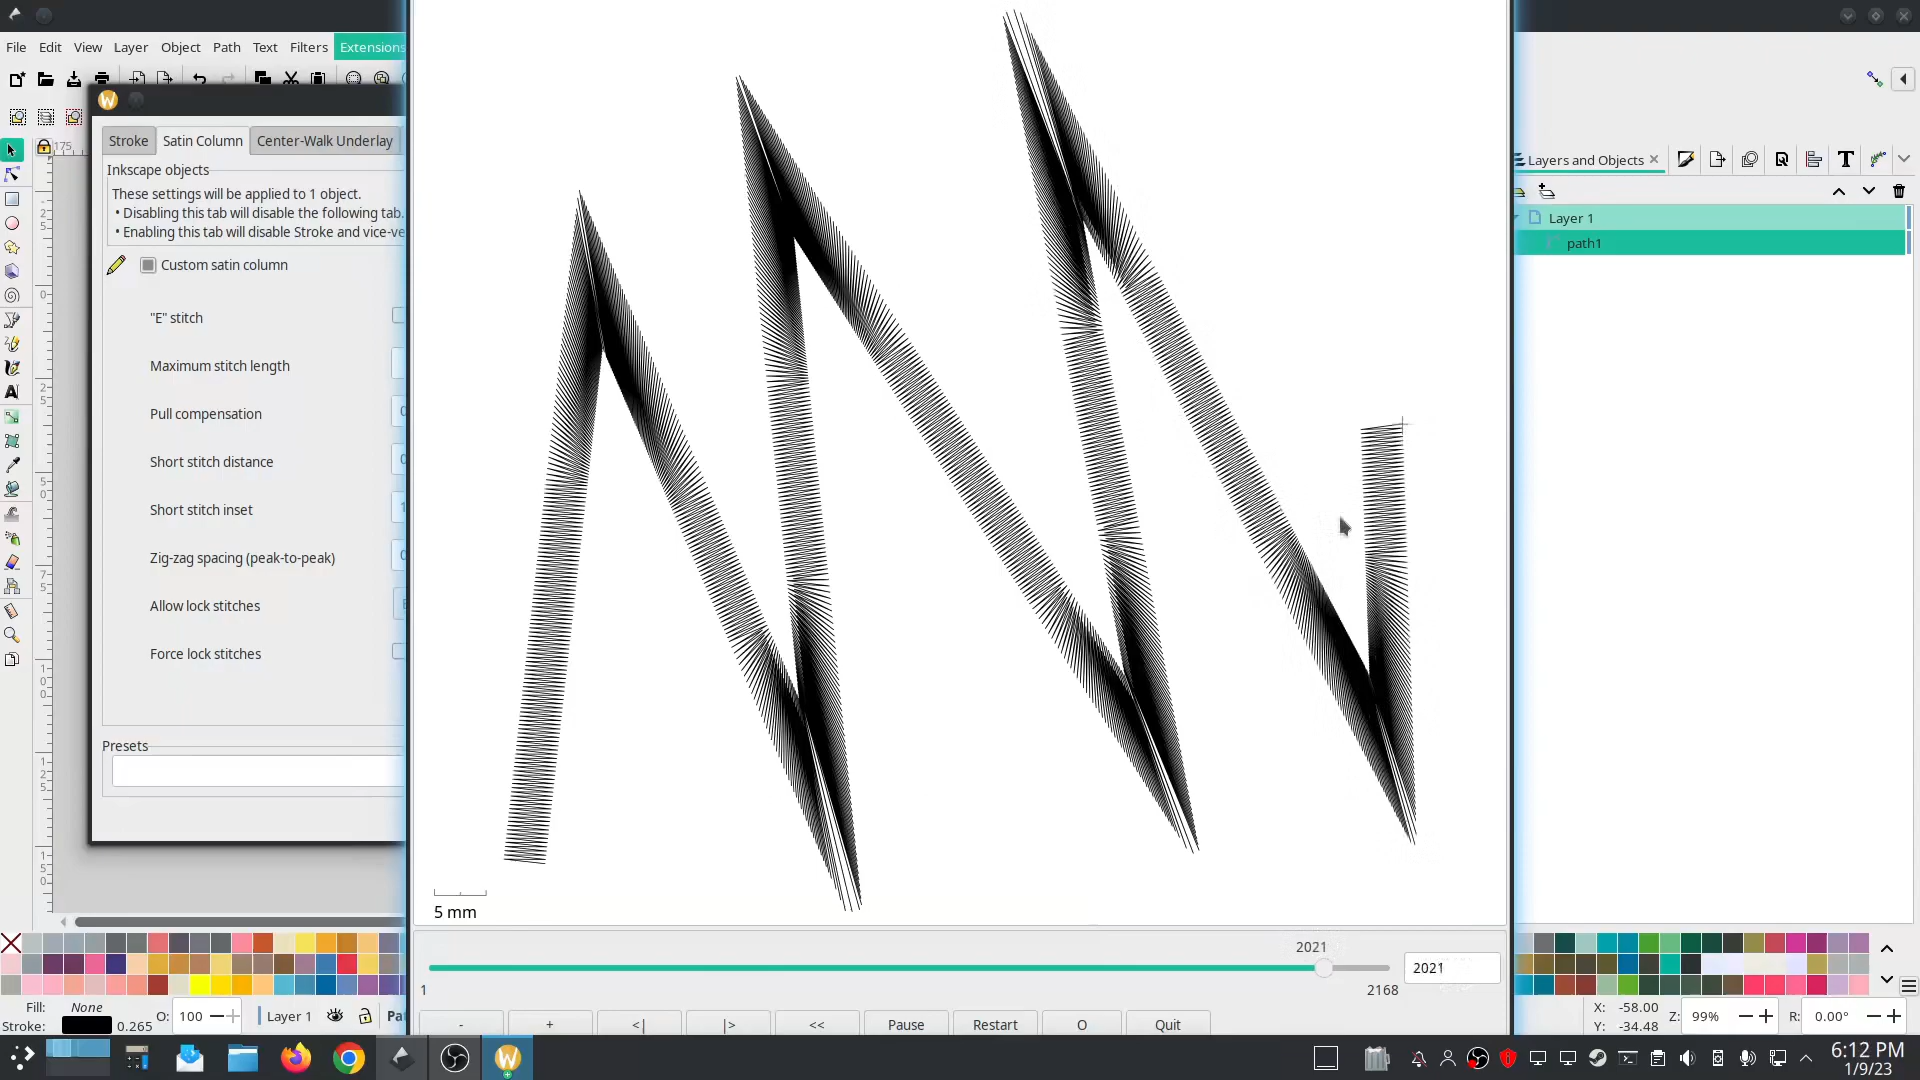 File Edit View Layer Object Path Text Filters Extensions
Stroke Satin Column Center-Walk Underlay
Inkscape objects
These settings will be applied to 1 object.
• Disabling this tab will disable the following tab.
• Enabling this tab will disable Stroke and vice-ve
Custom satin column
"E" stitch
Maximum stitch length
Pull compensation
Short stitch distance
Short stitch inset
Zig-zag spacing (peak-to-peak)
Allow lock stitches
Force lock stitches
Presets
5 mm
2021
2021
1
2168
- + <| |> << Pause Restart O Quit
Layers and Objects
Layer 1
path1
Fill: None
Stroke: 0.265
O: 100
Layer 1
X: -58.00
Y: -34.48
Z: 99%
R: 0.00°
6:12 PM
1/9/23